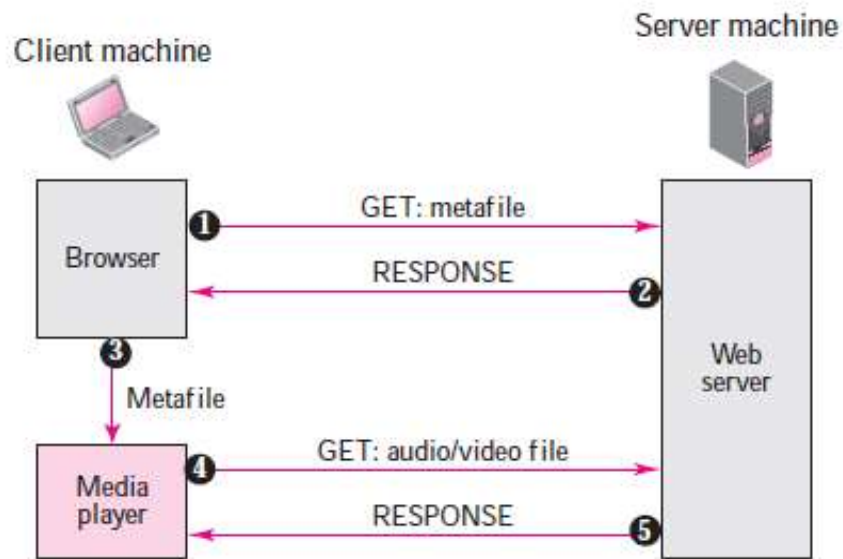 Client machine
Server machine
1
GET: metafile
Browser
RESPONSE
2
3
Metafile
Web
server
4
GET: audio/video file
Media
player
RESPONSE
5